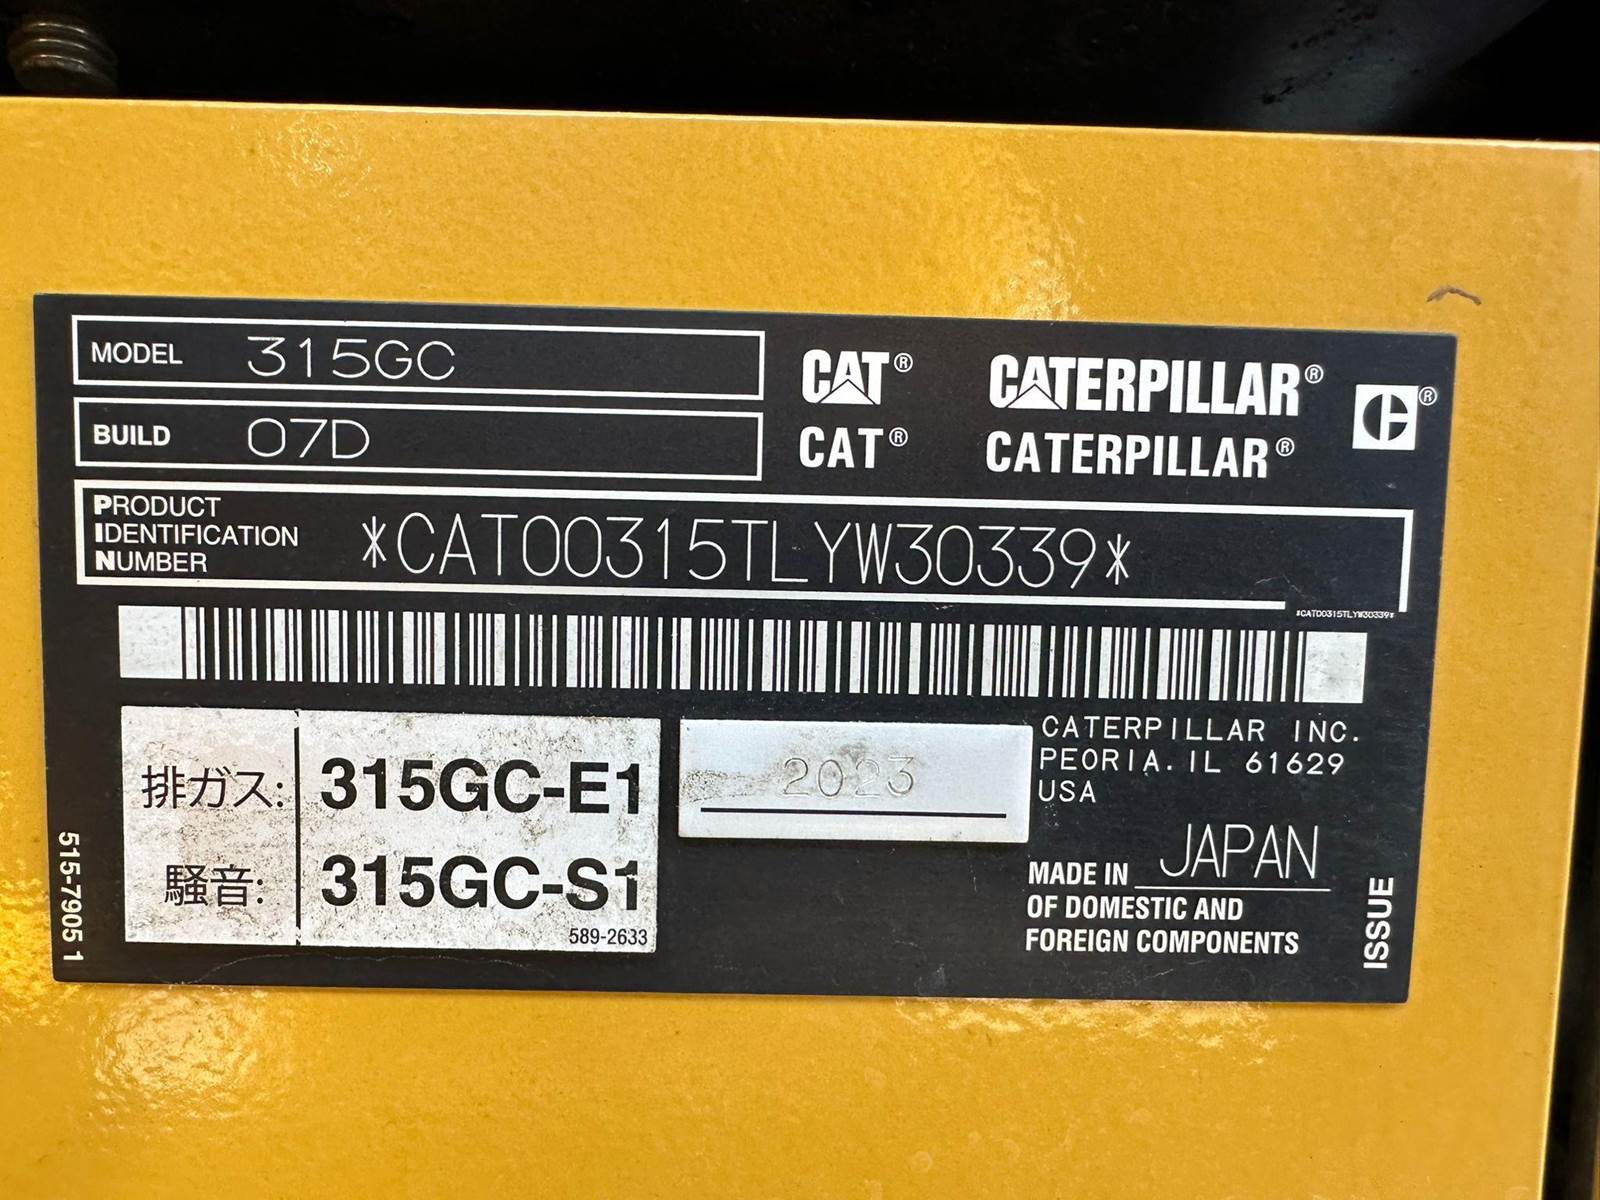 MODEL 315GC
BUILD 07D
CAT® CATERPILLAR®
CAT® CATERPILLAR®
PRODUCT
IDENTIFICATION
NUMBER
*CAT00315TLYW30339*
*CAT00315TLYW30339*
排ガス: 315GC-E1
騒音: 315GC-S1
589-2633
2023
CATERPILLAR INC.
PEORIA. IL 61629
USA
MADE IN JAPAN
OF DOMESTIC AND
FOREIGN COMPONENTS
515-7905 1
ISSUE